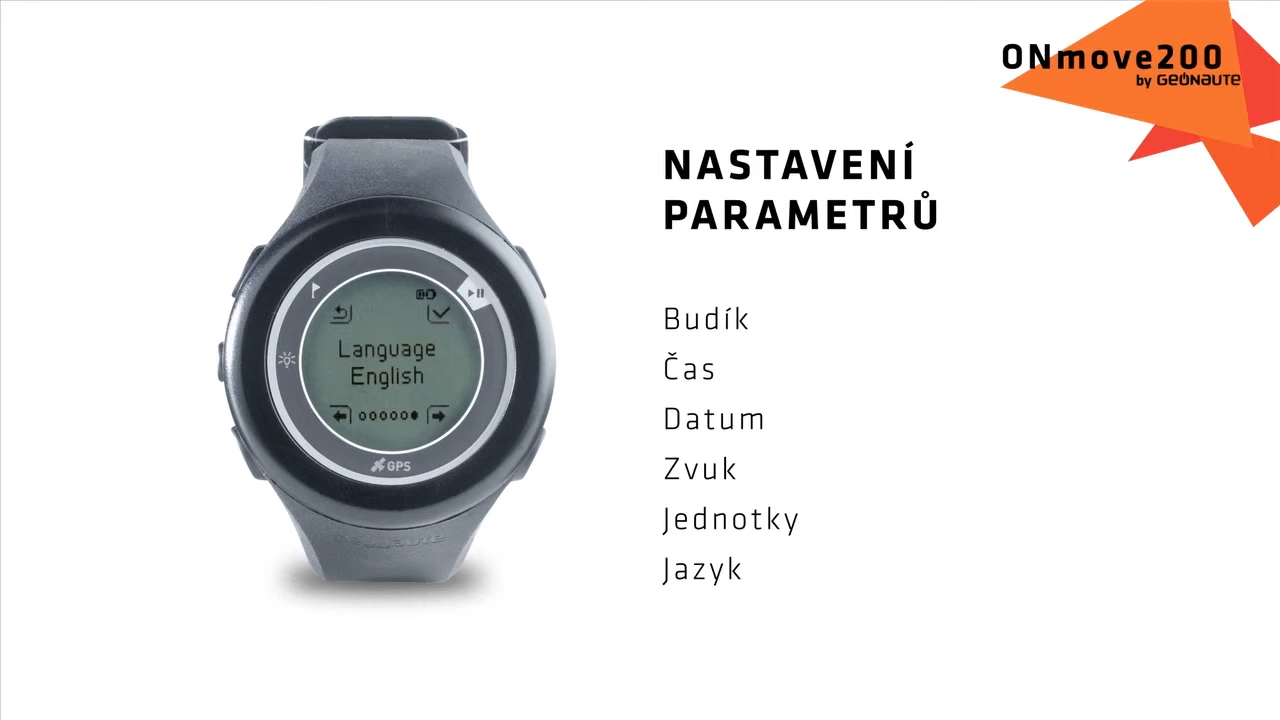 ONmove200
by GEONAUTE
NASTAVENÍ
PARAMETRŮ
Budík
Čas
Datum
Zvuk
Jednotky
Jazyk
Language
English
GPS